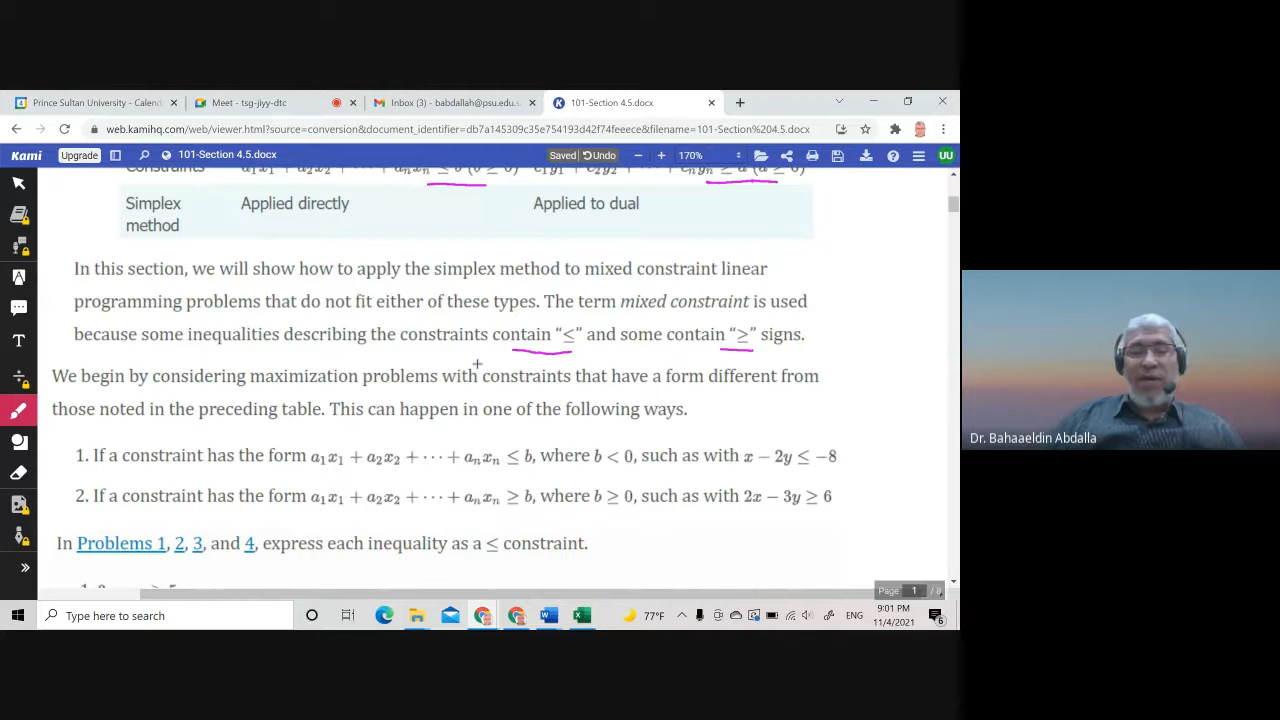 Prince Sultan University - Calend
Meet - tsg-jiyy-dtc
Inbox (3) - babdallah@psu.edu.s
101-Section 4.5.docx
web.kamihq.com/web/viewer.html?source=conversion&document_identifier=db7a145309c35e754193d42f74feeece&filename=101-Section%204.5.docx
Kami Upgrade 101-Section 4.5.docx Saved Undo 170% UU
Simplex Applied directly Applied to dual
method
In this section, we will show how to apply the simplex method to mixed constraint linear
programming problems that do not fit either of these types. The term mixed constraint is used
because some inequalities describing the constraints contain “≤” and some contain “≥” signs.
We begin by considering maximization problems with constraints that have a form different from
those noted in the preceding table. This can happen in one of the following ways.
1. If a constraint has the form a₁x₁ + a₂x₂ + ⋯ + aₙxₙ ≤ b, where b < 0, such as with x − 2y ≤ −8
2. If a constraint has the form a₁x₁ + a₂x₂ + ⋯ + aₙxₙ ≥ b, where b ≥ 0, such as with 2x − 3y ≥ 6
In Problems 1, 2, 3, and 4, express each inequality as a ≤ constraint.
Page 1 / 8
Type here to search
77°F ENG 9:01 PM
11/4/2021
Dr. Bahaaeldin Abdalla